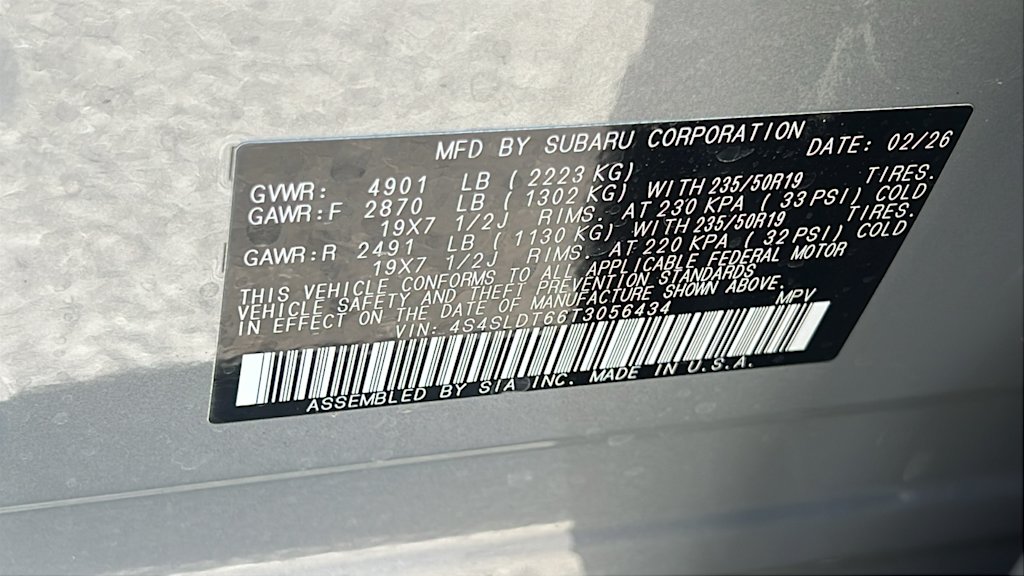 MFD BY SUBARU CORPORATION DATE: 02/26
GVWR: 4901 LB ( 2223 KG)
GAWR:F 2870 LB ( 1302 KG) WITH 235/50R19 TIRES.
19X7 1/2J RIMS. AT 230 KPA ( 33 PSI) COLD
GAWR:R 2491 LB ( 1130 KG) WITH 235/50R19 TIRES.
19X7 1/2J RIMS. AT 220 KPA ( 32 PSI) COLD
THIS VEHICLE CONFORMS TO ALL APPLICABLE FEDERAL MOTOR
VEHICLE SAFETY AND THEFT PREVENTION STANDARDS
IN EFFECT ON THE DATE OF MANUFACTURE SHOWN ABOVE.
VIN: 4S4SLDT66T3056434 MPV
ASSEMBLED BY SIA INC. MADE IN U.S.A.